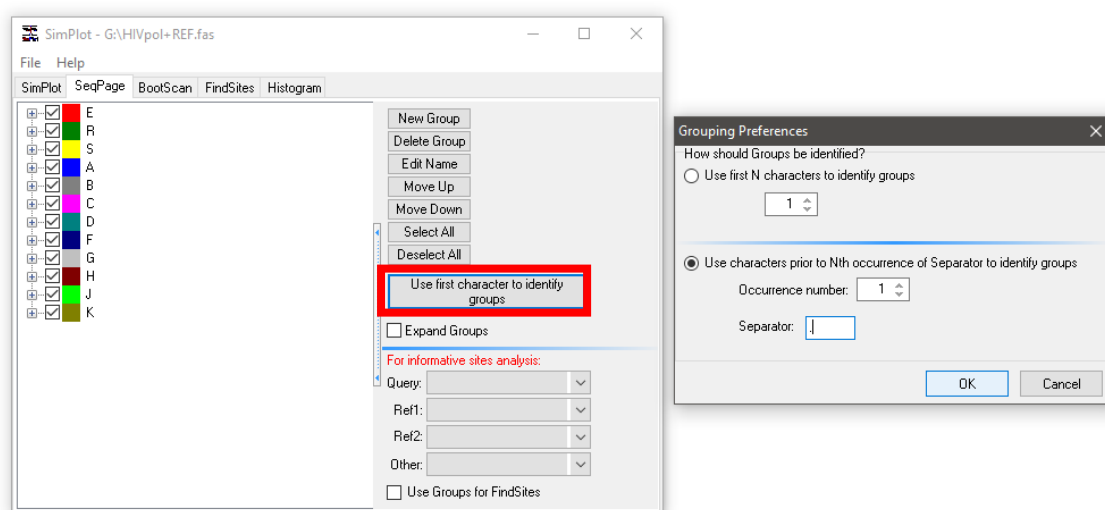 SimPlot - G:\HIVpol+REF.fas
File Help
SimPlot SeqPage BootScan FindSites Histogram
E
R
S
A
B
C
D
F
G
H
J
K
New Group
Delete Group
Edit Name
Move Up
Move Down
Select All
Deselect All
Use first character to identify
groups
Expand Groups
For informative sites analysis:
Query:
Ref1:
Ref2:
Other:
Use Groups for FindSites
Grouping Preferences
How should Groups be identified?
Use first N characters to identify groups
1
Use characters prior to Nth occurrence of Separator to identify groups
Occurrence number: 1
Separator: .
OK Cancel